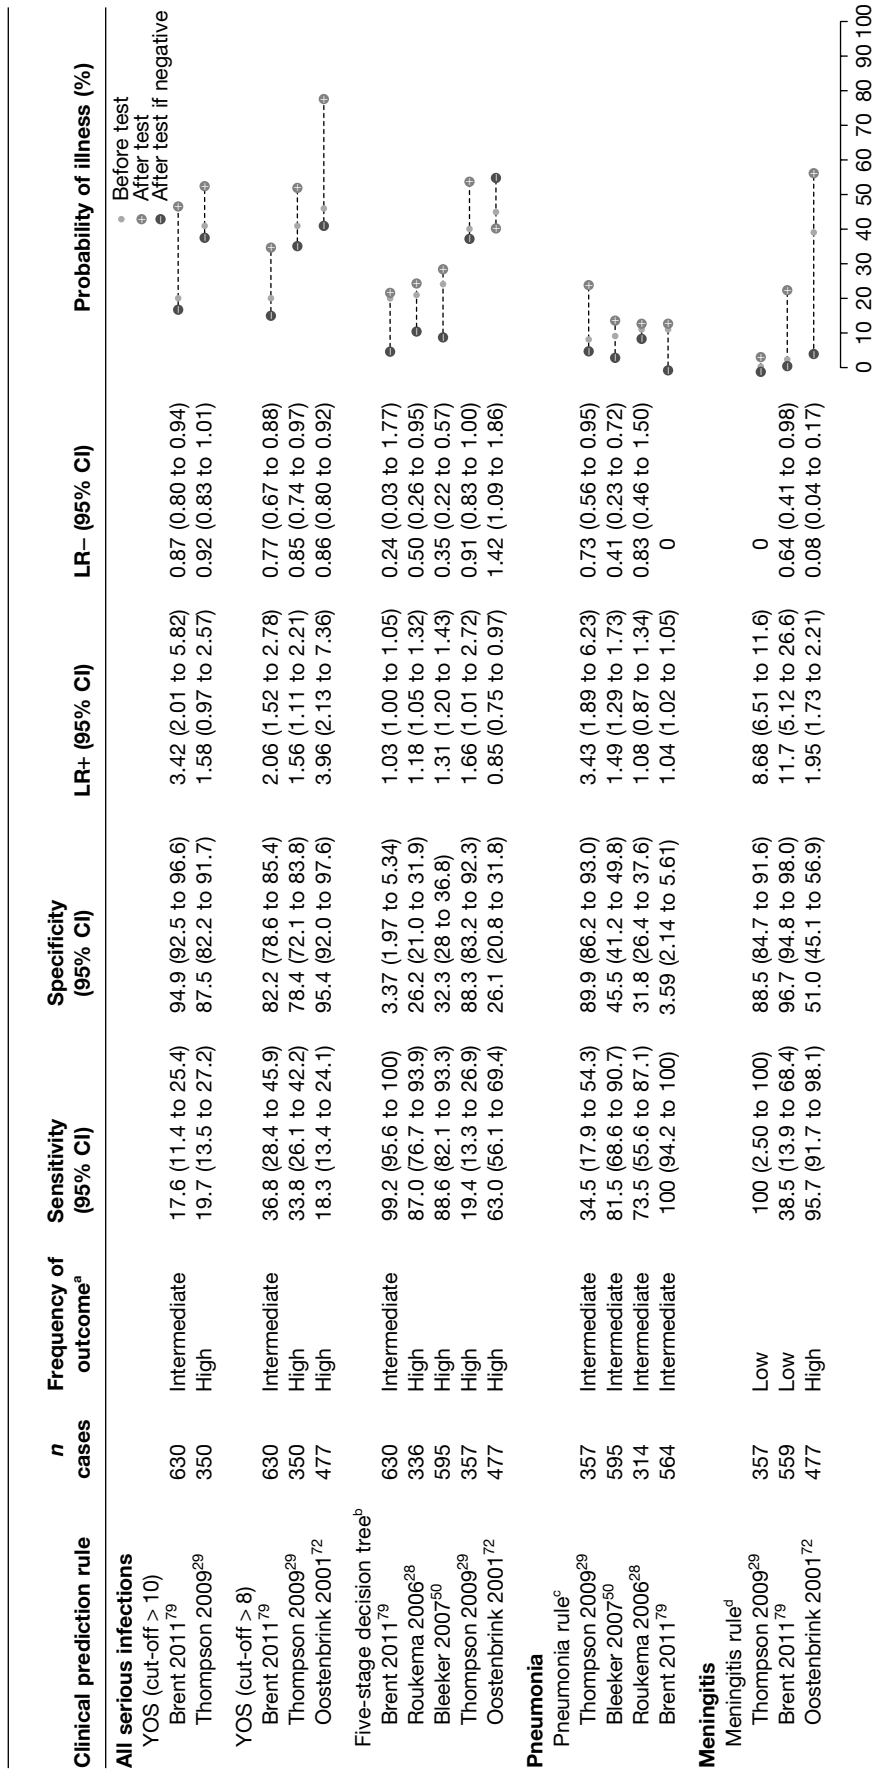 Clinical prediction rule n cases Frequency of outcomeᵃ Sensitivity (95% CI) Specificity (95% CI) LR+ (95% CI) LR− (95% CI) Probability of illness (%)
All serious infections
Before test
After test
After test if negative
YOS (cut-off > 10)
Brent 2011⁷⁹ 630 Intermediate 17.6 (11.4 to 25.4) 94.9 (92.5 to 96.6) 3.42 (2.01 to 5.82) 0.87 (0.80 to 0.94)
Thompson 2009²⁹ 350 High 19.7 (13.5 to 27.2) 87.5 (82.2 to 91.7) 1.58 (0.97 to 2.57) 0.92 (0.83 to 1.01)
YOS (cut-off > 8)
Brent 2011⁷⁹ 630 Intermediate 36.8 (28.4 to 45.9) 82.2 (78.6 to 85.4) 2.06 (1.52 to 2.78) 0.77 (0.67 to 0.88)
Thompson 2009²⁹ 350 High 33.8 (26.1 to 42.2) 78.4 (72.1 to 83.8) 1.56 (1.11 to 2.21) 0.85 (0.74 to 0.97)
Oostenbrink 2001⁷² 477 High 18.3 (13.4 to 24.1) 95.4 (92.0 to 97.6) 3.96 (2.13 to 7.36) 0.86 (0.80 to 0.92)
Five-stage decision treeᵇ
Brent 2011⁷⁹ 630 Intermediate 99.2 (95.6 to 100) 3.37 (1.97 to 5.34) 1.03 (1.00 to 1.05) 0.24 (0.03 to 1.77)
Roukema 2006²⁸ 336 High 87.0 (76.7 to 93.9) 26.2 (21.0 to 31.9) 1.18 (1.05 to 1.32) 0.50 (0.26 to 0.95)
Bleeker 2007⁵⁰ 595 High 88.6 (82.1 to 93.3) 32.3 (28 to 36.8) 1.31 (1.20 to 1.43) 0.35 (0.22 to 0.57)
Thompson 2009²⁹ 357 High 19.4 (13.3 to 26.9) 88.3 (83.2 to 92.3) 1.66 (1.01 to 2.72) 0.91 (0.83 to 1.00)
Oostenbrink 2001⁷² 477 High 63.0 (56.1 to 69.4) 26.1 (20.8 to 31.8) 0.85 (0.75 to 0.97) 1.42 (1.09 to 1.86)
Pneumonia
Pneumonia ruleᶜ
Thompson 2009²⁹ 357 Intermediate 34.5 (17.9 to 54.3) 89.9 (86.2 to 93.0) 3.43 (1.89 to 6.23) 0.73 (0.56 to 0.95)
Bleeker 2007⁵⁰ 595 Intermediate 81.5 (68.6 to 90.7) 45.5 (41.2 to 49.8) 1.49 (1.29 to 1.73) 0.41 (0.23 to 0.72)
Roukema 2006²⁸ 314 Intermediate 73.5 (55.6 to 87.1) 31.8 (26.4 to 37.6) 1.08 (0.87 to 1.34) 0.83 (0.46 to 1.50)
Brent 2011⁷⁹ 564 Intermediate 100 (94.2 to 100) 3.59 (2.14 to 5.61) 1.04 (1.02 to 1.05) 0
Meningitis
Meningitis ruleᵈ
Thompson 2009²⁹ 357 Low 100 (2.50 to 100) 88.5 (84.7 to 91.6) 8.68 (6.51 to 11.6) 0
Brent 2011⁷⁹ 559 Low 38.5 (13.9 to 68.4) 96.7 (94.8 to 98.0) 11.7 (5.12 to 26.6) 0.64 (0.41 to 0.98)
Oostenbrink 2001⁷² 477 High 95.7 (91.7 to 98.1) 51.0 (45.1 to 56.9) 1.95 (1.73 to 2.21) 0.08 (0.04 to 0.17)
0 10 20 30 40 50 60 70 80 90 100